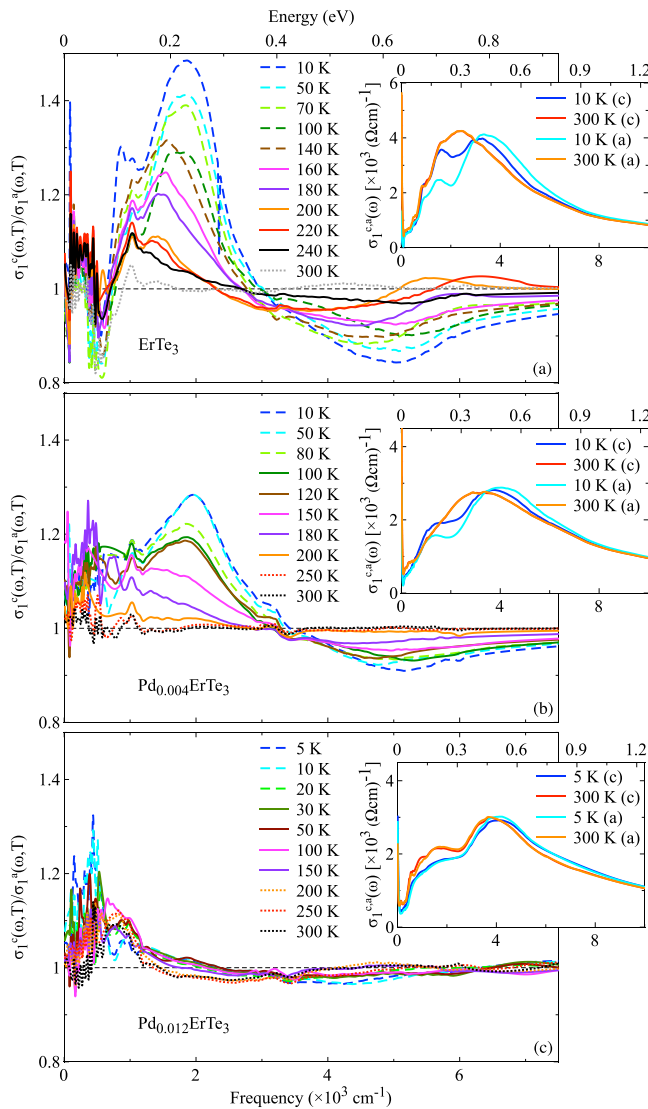 Energy (eV)
0 0.2 0.4 0.6 0.8
1.4
1.2
1
0.8
σ₁ᶜ(ω,T)/σ₁ᵃ(ω,T)
10 K
50 K
70 K
100 K
140 K
160 K
180 K
200 K
220 K
240 K
300 K
ErTe₃
(a)
0 0.3 0.6 0.9 1.2
6
4
2
0
σ₁ᶜ,ᵃ(ω) [×10³ (Ωcm)⁻¹]
10 K (c)
300 K (c)
10 K (a)
300 K (a)
4 8
1.4
1.2
1
0.8
σ₁ᶜ(ω,T)/σ₁ᵃ(ω,T)
10 K
50 K
80 K
100 K
120 K
150 K
180 K
200 K
250 K
300 K
Pd₀.₀₀₄ErTe₃
(b)
0 0.3 0.6 0.9 1.2
4
2
0
σ₁ᶜ,ᵃ(ω) [×10³ (Ωcm)⁻¹]
10 K (c)
300 K (c)
10 K (a)
300 K (a)
0 4 8
1.4
1.2
1
0.8
σ₁ᶜ(ω,T)/σ₁ᵃ(ω,T)
5 K
10 K
20 K
30 K
50 K
100 K
150 K
200 K
250 K
300 K
Pd₀.₀₁₂ErTe₃
(c)
0 0.3 0.6 0.9 1.2
4
2
0
σ₁ᶜ,ᵃ(ω) [×10³ (Ωcm)⁻¹]
5 K (c)
300 K (c)
5 K (a)
300 K (a)
0 4 8
0 2 4 6
Frequency (×10³ cm⁻¹)